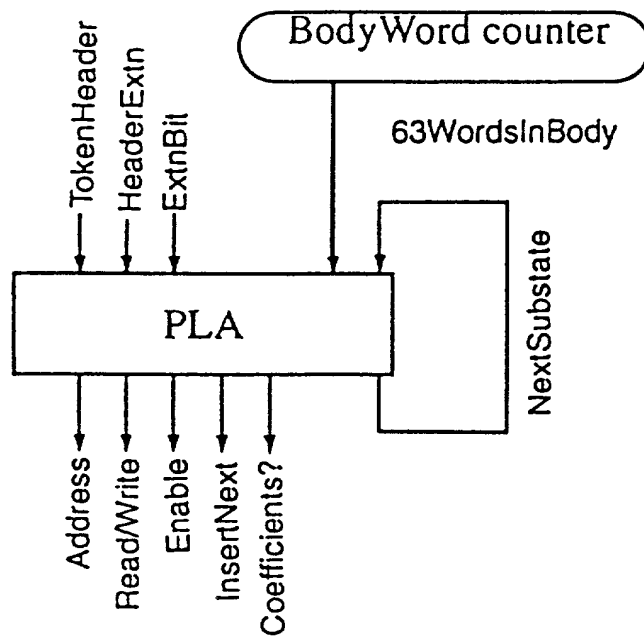 BodyWord counter
63WordsInBody
TokenHeader
HeaderExtn
ExtnBit
PLA
NextSubstate
Address
Read/Write
Enable
InsertNext
Coefficients?